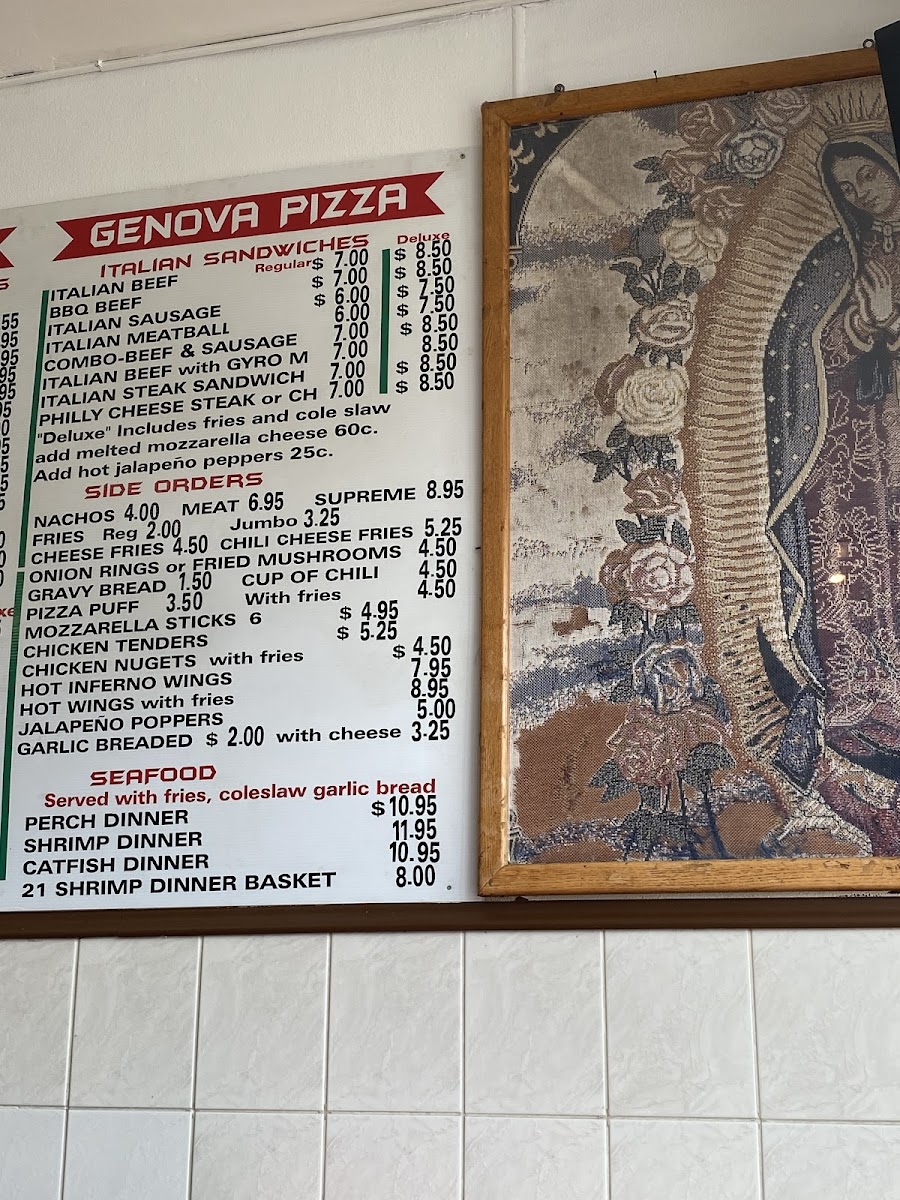 GENOVA PIZZA
ITALIAN SANDWICHES
Regular Deluxe
ITALIAN BEEF $ 7.00 $ 8.50
BBQ BEEF $ 7.00 $ 8.50
ITALIAN SAUSAGE $ 6.00 $ 7.50
ITALIAN MEATBALL 6.00 $ 7.50
COMBO-BEEF & SAUSAGE 7.00 $ 8.50
ITALIAN BEEF with GYRO M 7.00 8.50
ITALIAN STEAK SANDWICH 7.00 $ 8.50
PHILLY CHEESE STEAK or CH 7.00 $ 8.50
"Deluxe" Includes fries and cole slaw
add melted mozzarella cheese 60c.
Add hot jalapeño peppers 25c.
SIDE ORDERS
NACHOS 4.00 MEAT 6.95 SUPREME 8.95
FRIES Reg 2.00 Jumbo 3.25
CHEESE FRIES 4.50 CHILI CHEESE FRIES 5.25
ONION RINGS or FRIED MUSHROOMS 4.50
GRAVY BREAD 1.50 CUP OF CHILI 4.50
PIZZA PUFF 3.50 With fries 4.50
MOZZARELLA STICKS 6 $ 4.95
CHICKEN TENDERS $ 5.25
CHICKEN NUGETS with fries $ 4.50
HOT INFERNO WINGS 7.95
HOT WINGS with fries 8.95
JALAPEÑO POPPERS 5.00
GARLIC BREADED $ 2.00 with cheese 3.25
SEAFOOD
Served with fries, coleslaw garlic bread
PERCH DINNER $ 10.95
SHRIMP DINNER 11.95
CATFISH DINNER 10.95
21 SHRIMP DINNER BASKET 8.00